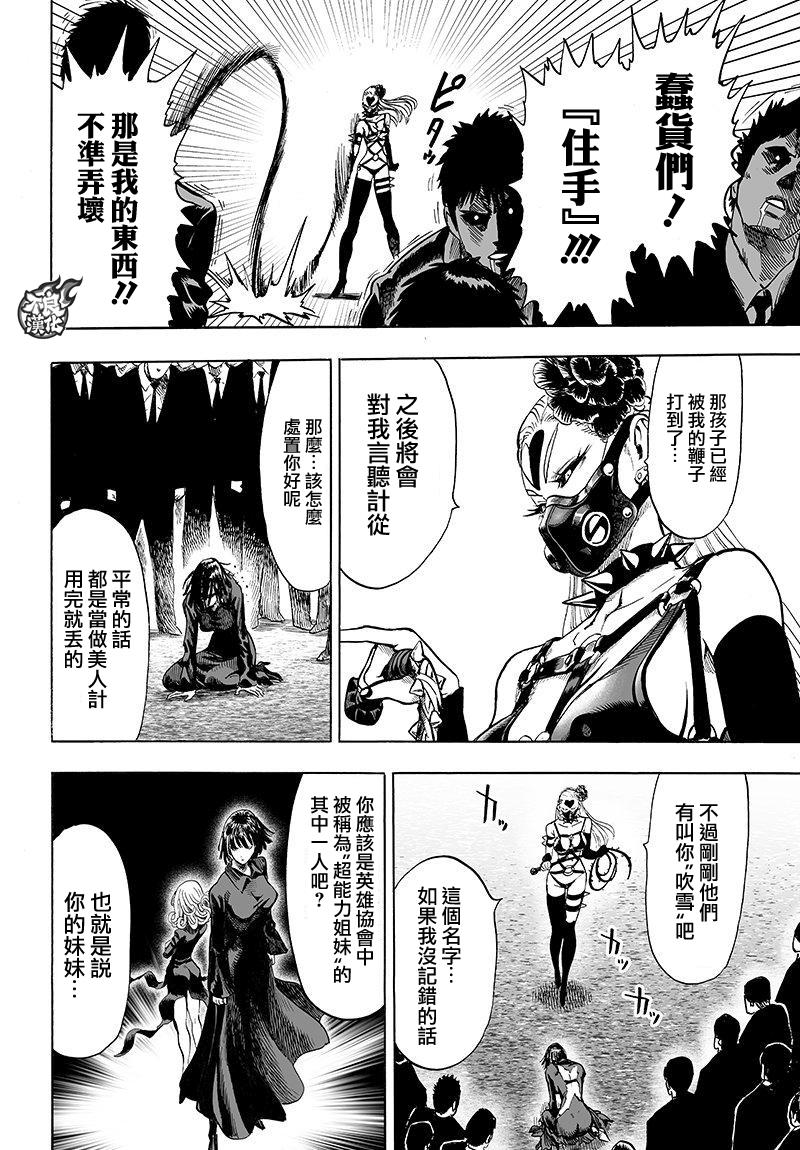 蠢貨們！
『住手』!!!
ピタッ
那是我的東西
不準弄壞!!
不良
漢化
那孩子已經
被我的鞭子
打到了…
之後將會
對我言聽計從
那麼…該怎麼
處置你好呢
平常的話
都是當做美人計
用完就丟的
不過剛剛他們
有叫你"吹雪"吧
這個名字…
如果我沒記錯的話
你應該是英雄協會中
被稱為"超能力姐妹"的
其中一人吧?
也就是說
你的妹妹…